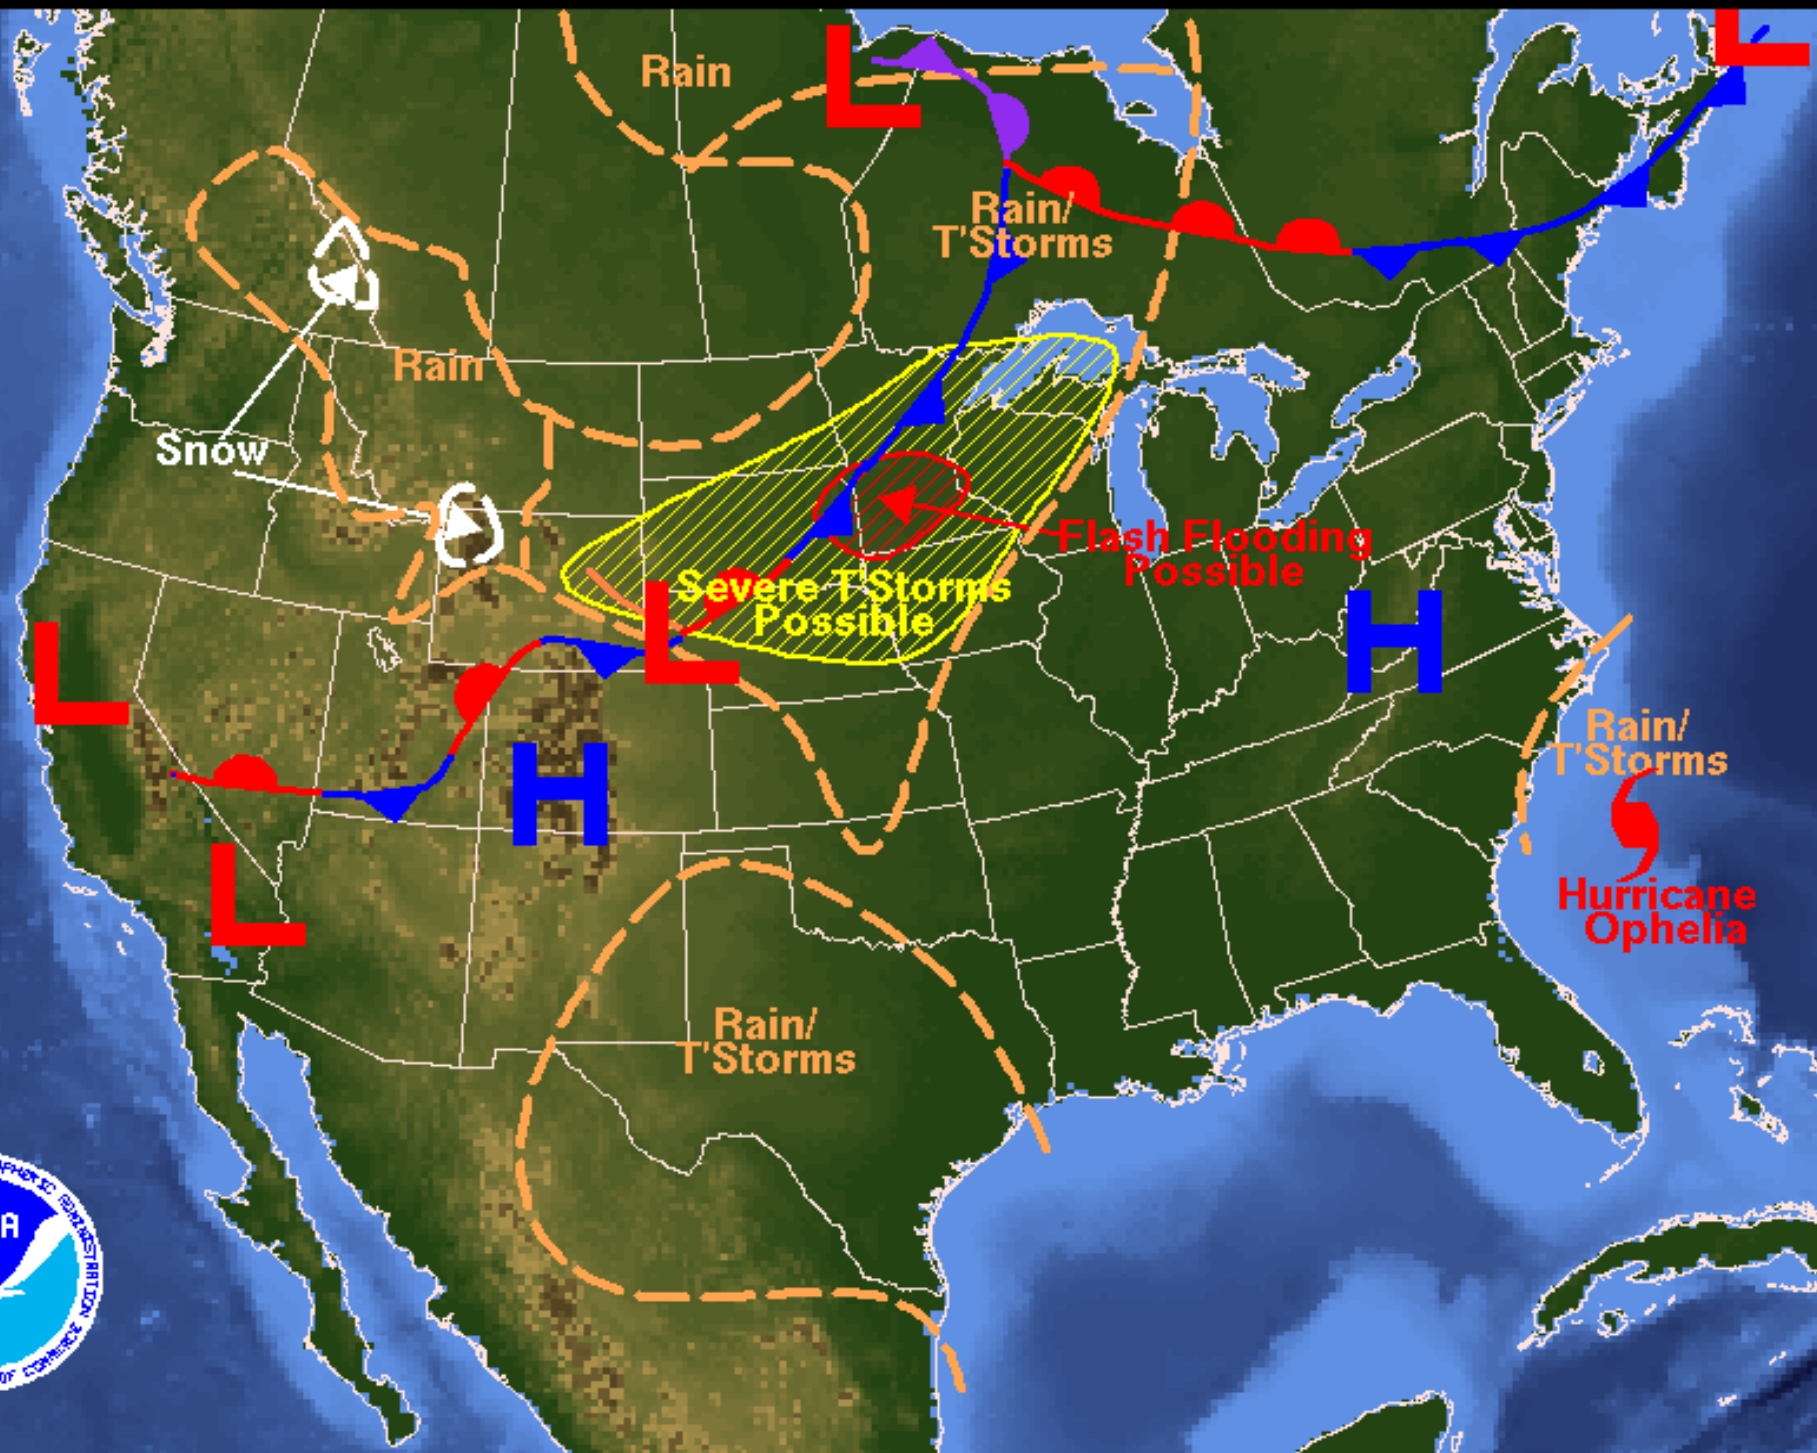 L
L
Rain
Rain/
T'Storms
Rain
Snow
Flash Flooding
Possible
Severe T'Storms
Possible
L
H
L
Rain/
T'Storms
H
L
Hurricane
Ophelia
Rain/
T'Storms
A